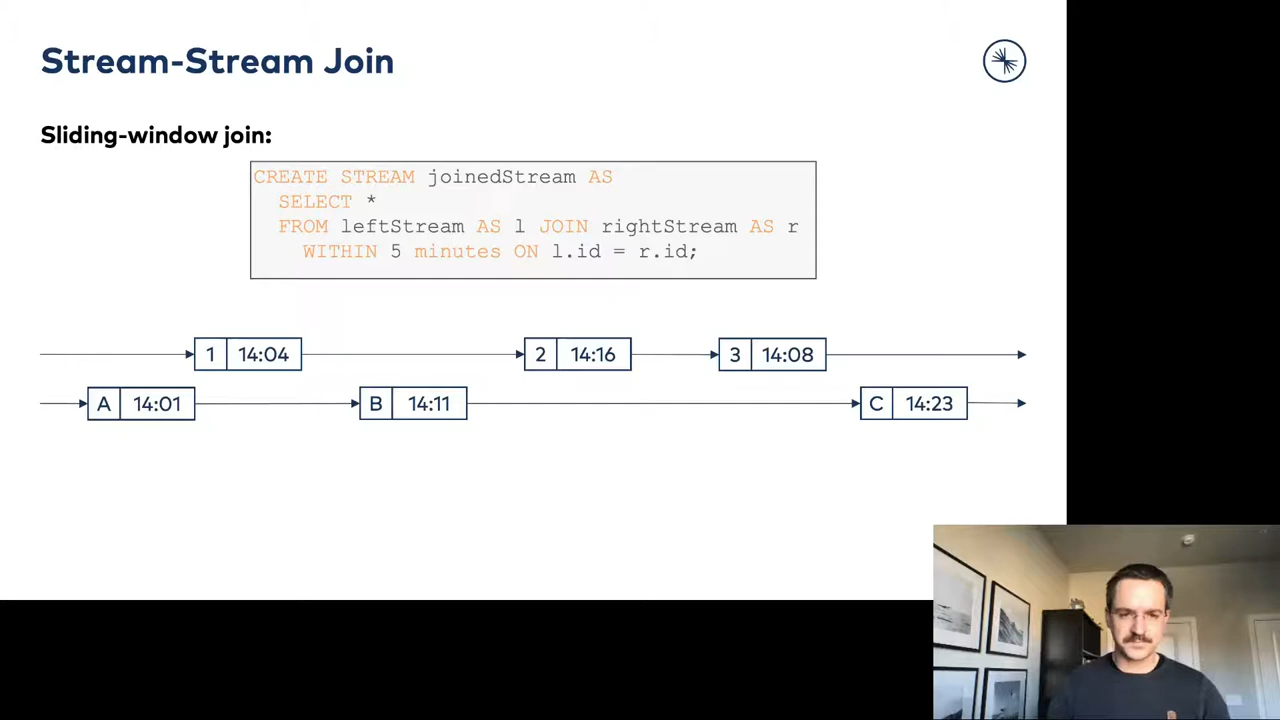 Stream-Stream Join
Sliding-window join:
CREATE STREAM joinedStream AS
SELECT *
FROM leftStream AS l JOIN rightStream AS r
WITHIN 5 minutes ON l.id = r.id;
1 14:04 2 14:16 3 14:08
A 14:01 B 14:11 C 14:23